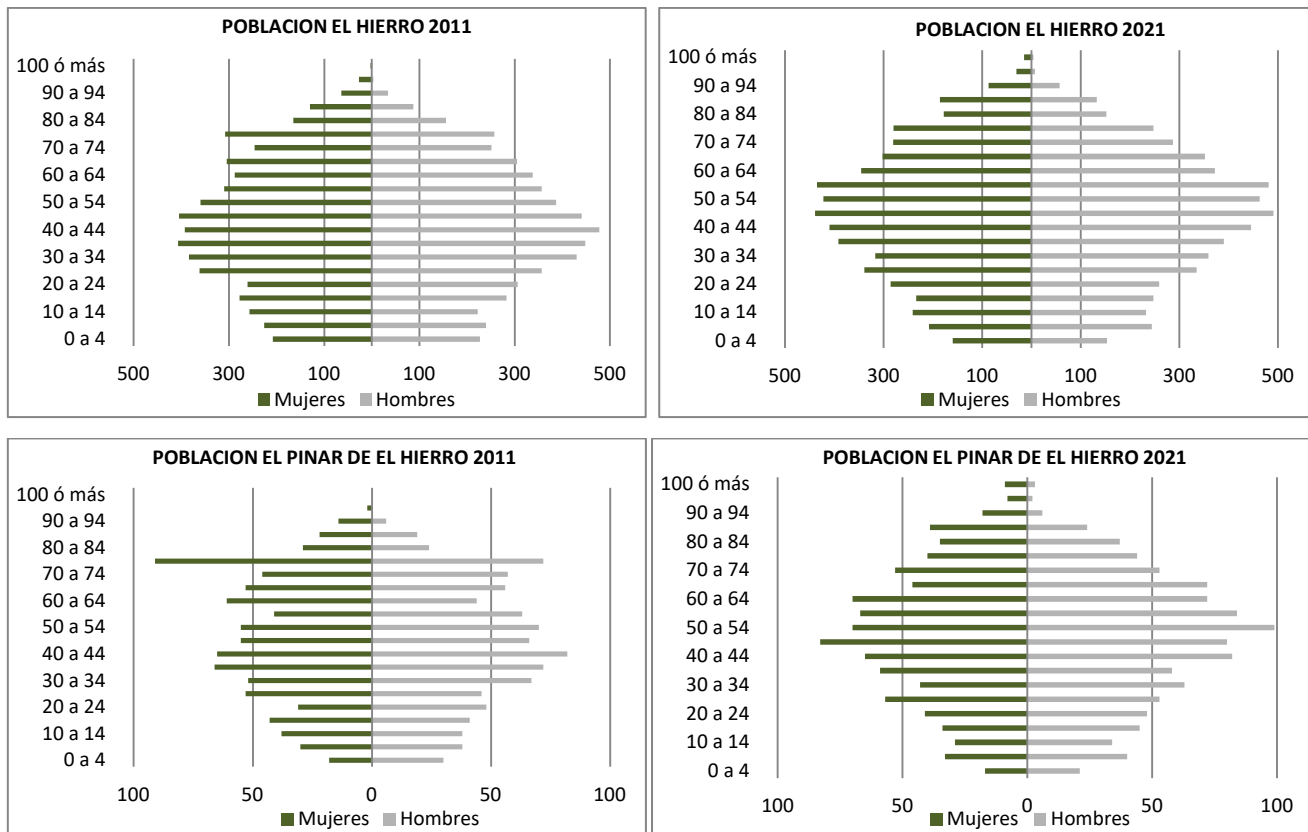 POBLACION EL HIERRO 2011
100 ó más
90 a 94
80 a 84
70 a 74
60 a 64
50 a 54
40 a 44
30 a 34
20 a 24
10 a 14
0 a 4
500 300 100 100 300 500
Mujeres Hombres
POBLACION EL HIERRO 2021
100 ó más
90 a 94
80 a 84
70 a 74
60 a 64
50 a 54
40 a 44
30 a 34
20 a 24
10 a 14
0 a 4
500 300 100 100 300 500
Mujeres Hombres
POBLACION EL PINAR DE EL HIERRO 2011
100 ó más
90 a 94
80 a 84
70 a 74
60 a 64
50 a 54
40 a 44
30 a 34
20 a 24
10 a 14
0 a 4
100 50 0 50 100
Mujeres Hombres
POBLACION EL PINAR DE EL HIERRO 2021
100 ó más
90 a 94
80 a 84
70 a 74
60 a 64
50 a 54
40 a 44
30 a 34
20 a 24
10 a 14
0 a 4
100 50 0 50 100
Mujeres Hombres